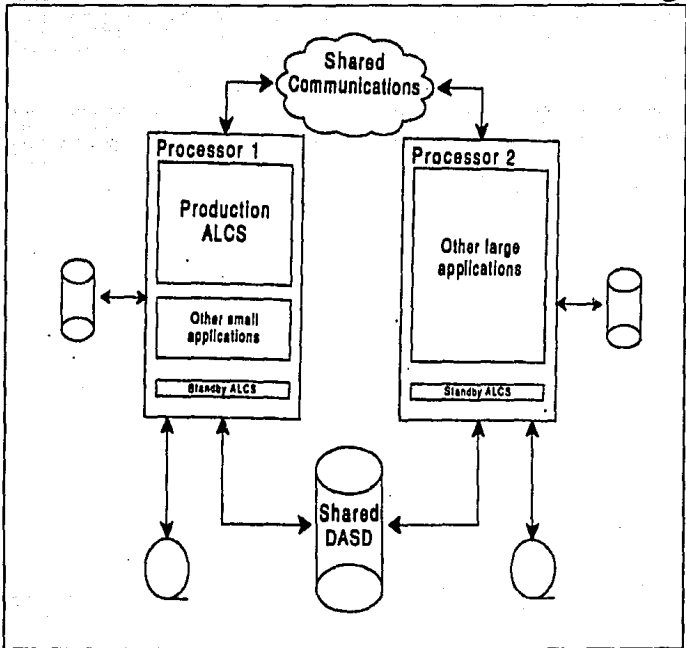 Shared
Communications
Processor 1
Production
ALCS
Other small
applications
Standby ALCS
Processor 2
Other large
applications
Standby ALCS
Shared
DASD